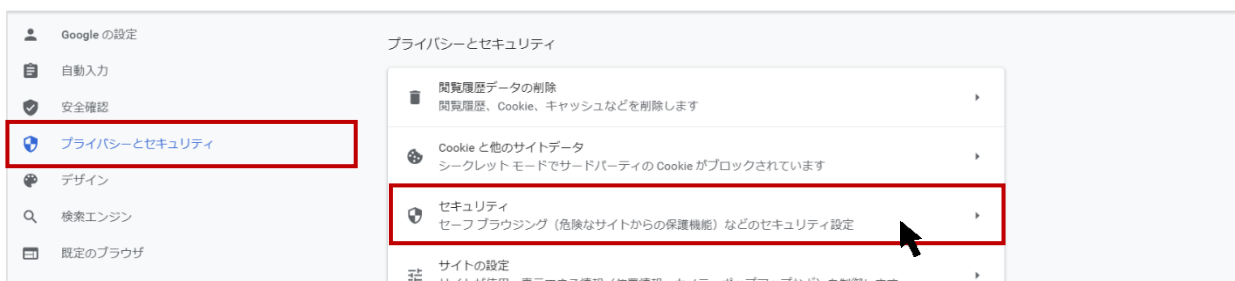 Google の設定
自動入力
安全確認
プライバシーとセキュリティ
デザイン
検索エンジン
既定のブラウザ
プライバシーとセキュリティ
閲覧履歴データの削除
閲覧履歴、Cookie、キャッシュなどを削除します
Cookie と他のサイトデータ
シークレット モードでサードパーティの Cookie がブロックされています
セキュリティ
セーフ ブラウジング（危険なサイトからの保護機能）などのセキュリティ設定
サイトの設定